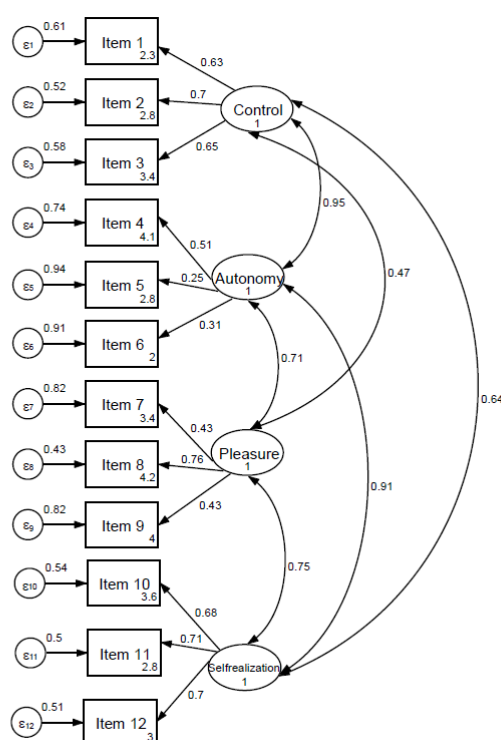 0.61
ε1
Item 1
2.3
0.63
0.52
ε2
Item 2
2.8
0.7
Control
1
0.58
ε3
Item 3
3.4
0.65
0.95
0.74
ε4
Item 4
4.1
0.51
0.47
0.94
ε5
Item 5
2.8
0.25
Autonomy
1
0.91
ε6
Item 6
2
0.31
0.71
0.64
0.82
ε7
Item 7
3.4
0.43
0.43
ε8
Item 8
4.2
0.76
Pleasure
1
0.91
0.82
ε9
Item 9
4
0.43
0.75
0.54
ε10
Item 10
3.6
0.68
0.5
ε11
Item 11
2.8
0.71
Selfrealization
1
0.51
ε12
Item 12
3
0.7